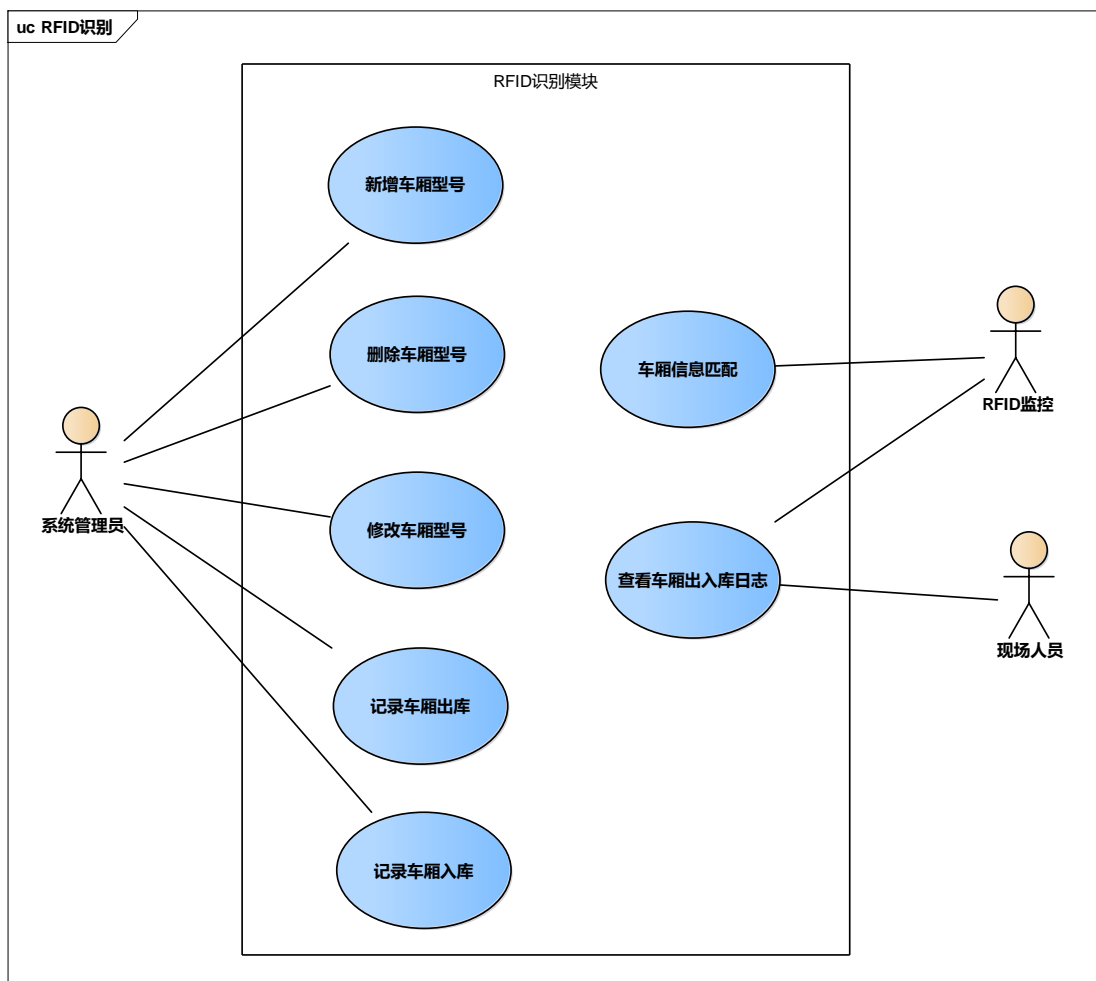 uc RFID识别
RFID识别模块
新增车厢型号
删除车厢型号
车厢信息匹配
RFID监控
系统管理员
修改车厢型号
查看车厢出入库日志
现场人员
记录车厢出库
记录车厢入库